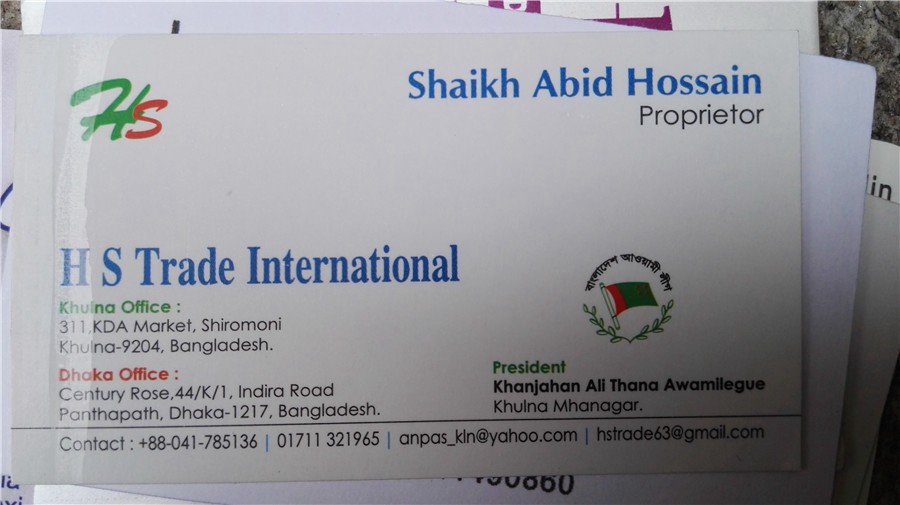 HS
Shaikh Abid Hossain
Proprietor
H S Trade International
Khulna Office :
311,KDA Market, Shiromoni
Khulna-9204, Bangladesh.
Dhaka Office :
Century Rose,44/K/1, Indira Road
Panthapath, Dhaka-1217, Bangladesh.
বাংলাদেশ আওয়ামী লীগ
President
Khanjahan Ali Thana Awamilegue
Khulna Mhanagar.
Contact : +88-041-785136 | 01711 321965 | anpas_kln@yahoo.com | hstrade63@gmail.com